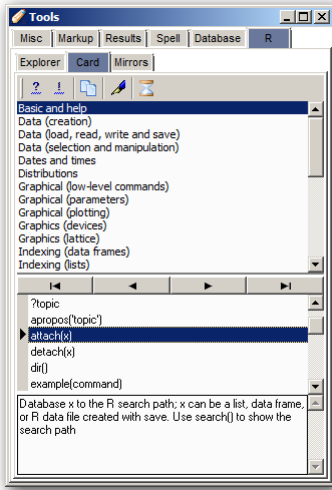 Tools
Misc Markup Results Spell Database R
Explorer Card Mirrors
? !
Basic and help
Data (creation)
Data (load, read, write and save)
Data (selection and manipulation)
Dates and times
Distributions
Graphical (low-level commands)
Graphical (parameters)
Graphical (plotting)
Graphics (devices)
Graphics (lattice)
Indexing (data frames)
Indexing (lists)
?topic
apropos('topic')
attach(x)
detach(x)
dir()
example(command)
Database x to the R search path; x can be a list, data frame,
or R data file created with save. Use search() to show the
search path